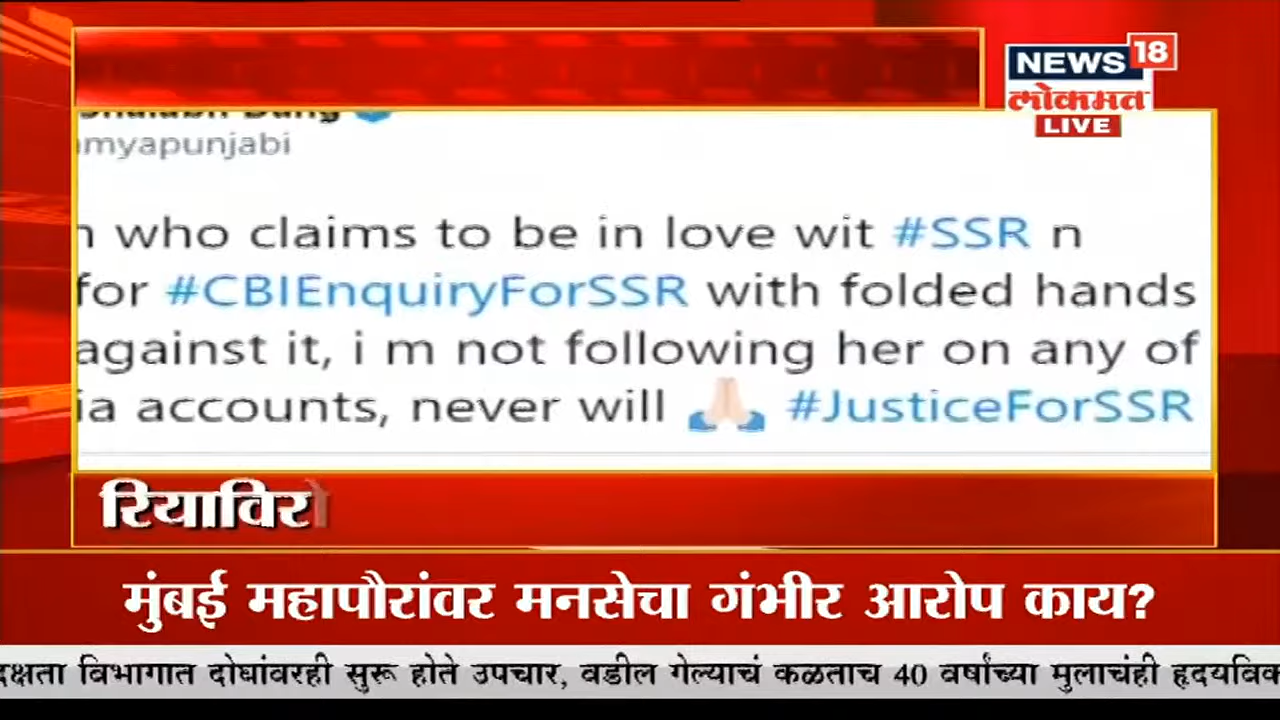 NEWS 18
लोकमत
LIVE
myapunjabi
who claims to be in love wit #SSR n
for #CBIEnquiryForSSR with folded hands
against it, i m not following her on any of
ia accounts, never will 🙏🏻 #JusticeForSSR
रियाविर
मुंबई महापौरांवर मनसेचा गंभीर आरोप काय?
दक्षता विभागात दोघांवरही सुरू होते उपचार, वडील गेल्याचं कळताच 40 वर्षांच्या मुलाचंही हृदयविक